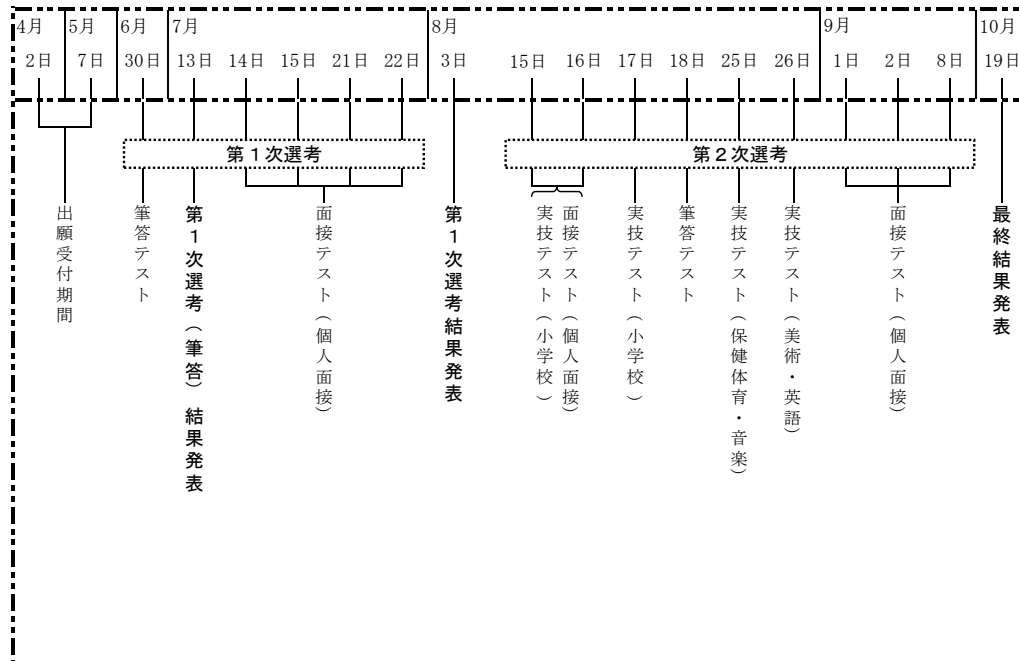 4月 5月 6月 7月 8月 9月 10月
2日 7日 30日 13日 14日 15日 21日 22日 3日 15日 16日 17日 18日 25日 26日 1日 2日 8日 19日
第1次選考 第2次選考
出願受付期間
筆答テスト
第1次選考(筆答)結果発表
面接テスト(個人面接)
第1次選考結果発表
実技テスト(小学校)
面接テスト(個人面接)
実技テスト(小学校)
筆答テスト
実技テスト(保健体育・音楽)
実技テスト(美術・英語)
面接テスト(個人面接)
最終結果発表